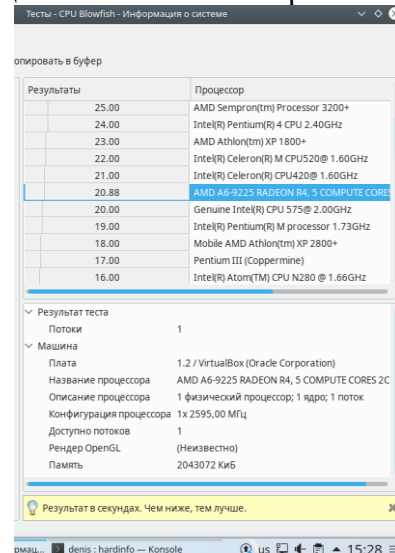 Тесты - CPU Blowfish - Информация о системе
опировать в буфер
Результаты Процессор
25.00 AMD Sempron(tm) Processor 3200+
24.00 Intel(R) Pentium(R) 4 CPU 2.40GHz
23.00 AMD Athlon(tm) XP 1800+
22.00 Intel(R) Celeron(R) M CPU520@ 1.60GHz
21.00 Intel(R) Celeron(R) CPU420@ 1.60GHz
20.88 AMD A6-9225 RADEON R4, 5 COMPUTE CORES
20.00 Genuine Intel(R) CPU 575@ 2.00GHz
19.00 Intel(R) Pentium(R) M processor 1.73GHz
18.00 Mobile AMD Athlon(tm) XP 2800+
17.00 Pentium III (Coppermine)
16.00 Intel(R) Atom(TM) CPU N280 @ 1.66GHz
Результат теста
Потоки 1
Машина
Плата 1.2 / VirtualBox (Oracle Corporation)
Название процессора AMD A6-9225 RADEON R4, 5 COMPUTE CORES 2C
Описание процессора 1 физический процессор; 1 ядро; 1 поток
Конфигурация процессора 1x 2595,00 МГц
Доступно потоков 1
Рендер OpenGL (Неизвестно)
Память 2043072 КиБ
Результат в секундах. Чем ниже, тем лучше.
рмац... denis : hardinfo — Konsole us 15:28